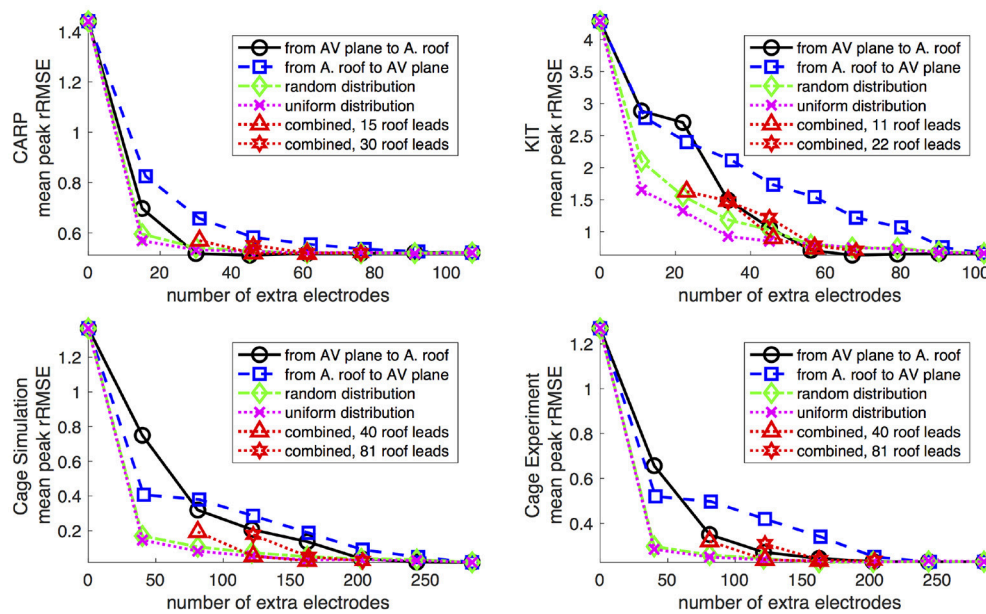 CARP
mean peak rRMSE
1.4
1.2
1
0.8
0.6
from AV plane to A. roof
from A. roof to AV plane
random distribution
uniform distribution
combined, 15 roof leads
combined, 30 roof leads
0 20 40 60 80 100
number of extra electrodes
KIT
mean peak rRMSE
4
3.5
3
2.5
2
1.5
1
from AV plane to A. roof
from A. roof to AV plane
random distribution
uniform distribution
combined, 11 roof leads
combined, 22 roof leads
0 20 40 60 80 100
number of extra electrodes
Cage Simulation
mean peak rRMSE
1.2
1
0.8
0.6
0.4
0.2
from AV plane to A. roof
from A. roof to AV plane
random distribution
uniform distribution
combined, 40 roof leads
combined, 81 roof leads
0 50 100 150 200 250
number of extra electrodes
Cage Experiment
mean peak rRMSE
1.2
1
0.8
0.6
0.4
from AV plane to A. roof
from A. roof to AV plane
random distribution
uniform distribution
combined, 40 roof leads
combined, 81 roof leads
0 50 100 150 200 250
number of extra electrodes